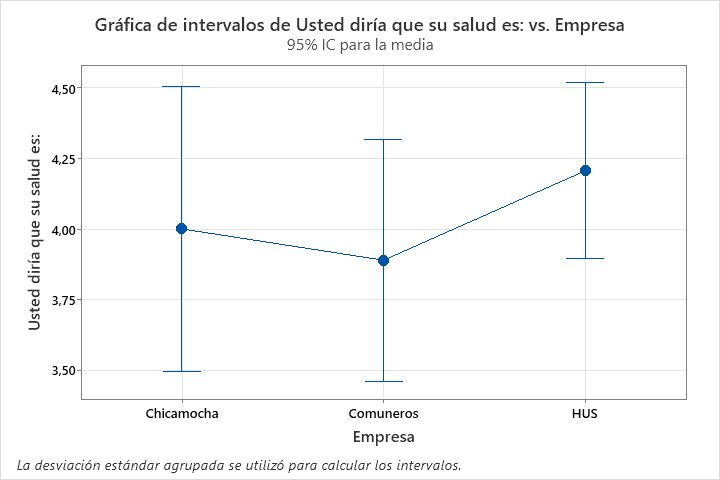 Gráfica de intervalos de Usted diría que su salud es: vs. Empresa
95% IC para la media
Usted diría que su salud es:
4,50
4,25
4,00
3,75
3,50
Chicamocha
Comuneros
HUS
Empresa
La desviación estándar agrupada se utilizó para calcular los intervalos.